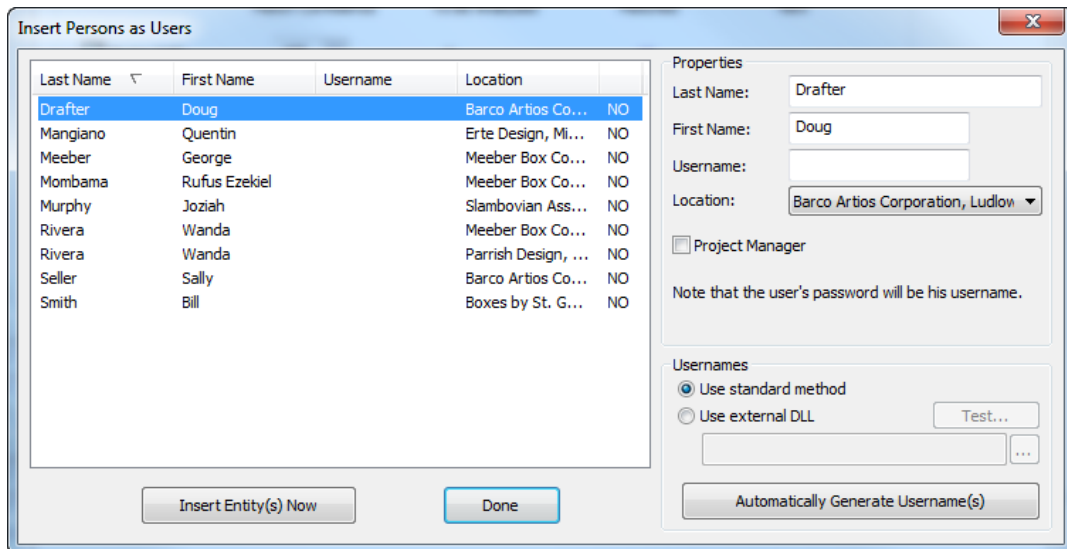 Insert Persons as Users
Last Name First Name Username Location
Drafter Doug Barco Artios Co... NO
Mangiano Quentin Erte Design, Mi... NO
Meeber George Meeber Box Co... NO
Mombama Rufus Ezekiel Meeber Box Co... NO
Murphy Joziah Slambovian Ass... NO
Rivera Wanda Meeber Box Co... NO
Rivera Wanda Parrish Design, ... NO
Seller Sally Barco Artios Co... NO
Smith Bill Boxes by St. G... NO
Insert Entity(s) Now Done
Properties
Last Name: Drafter
First Name: Doug
Username:
Location: Barco Artios Corporation, Ludlow
Project Manager
Note that the user's password will be his username.
Usernames
Use standard method
Use external DLL Test...
...
Automatically Generate Username(s)